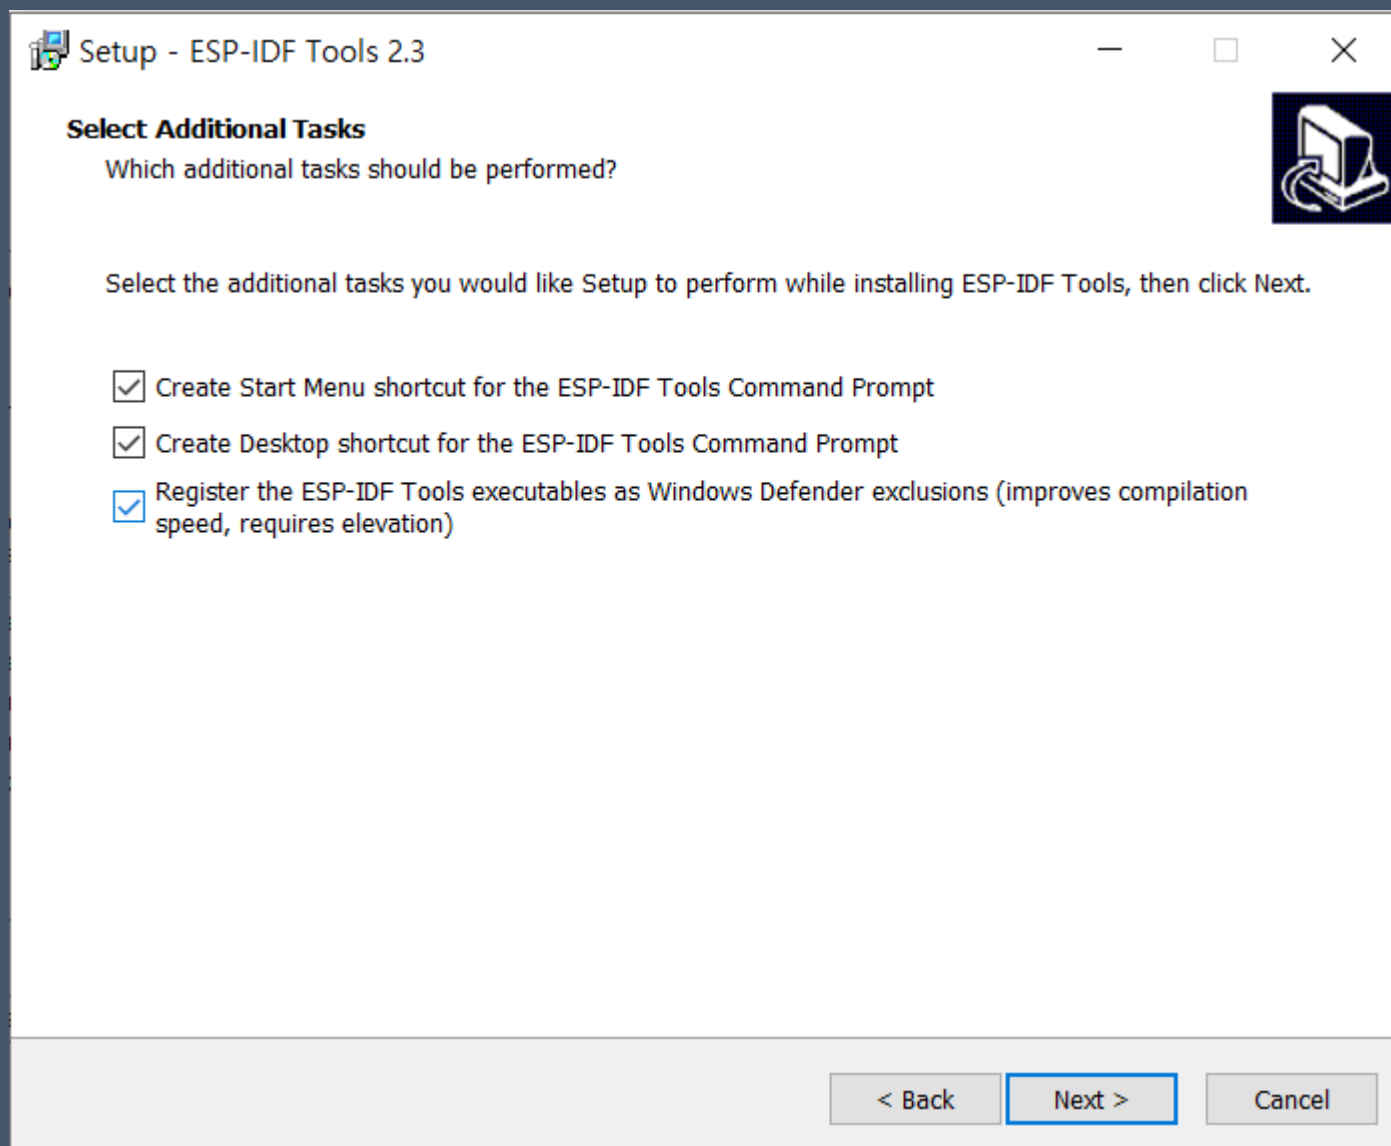 Setup - ESP-IDF Tools 2.3
Select Additional Tasks
Which additional tasks should be performed?
Select the additional tasks you would like Setup to perform while installing ESP-IDF Tools, then click Next.
Create Start Menu shortcut for the ESP-IDF Tools Command Prompt
Create Desktop shortcut for the ESP-IDF Tools Command Prompt
Register the ESP-IDF Tools executables as Windows Defender exclusions (improves compilation
speed, requires elevation)
< Back
Next >
Cancel